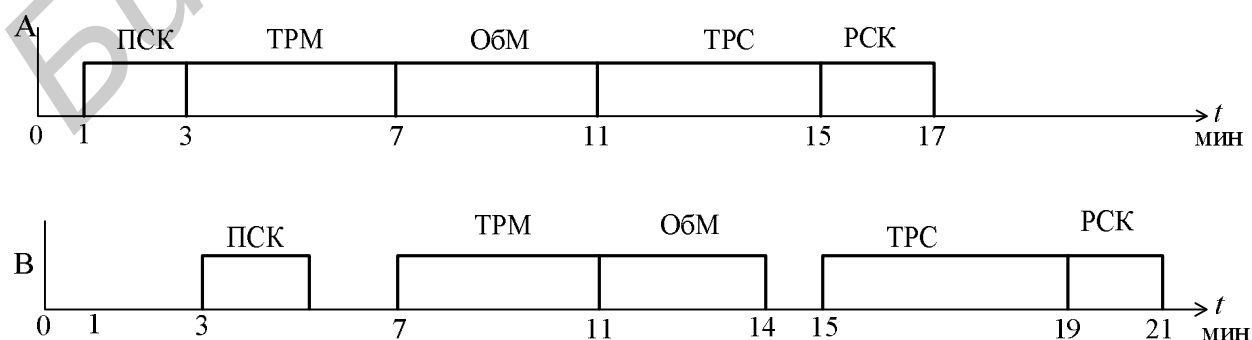 А ПСК ТРМ ОбМ ТРС РСК
0 1 3 7 11 15 17 t
мин
В ПСК ТРМ ОбМ ТРС РСК
0 1 3 7 11 14 15 19 21 t
мин